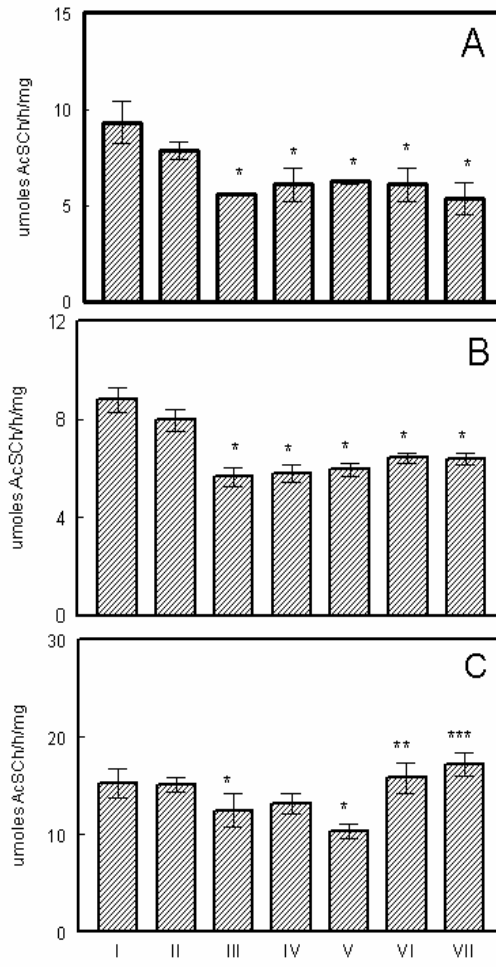 15
A
10
5
0
umoles AcSCh/h/mg
* * * * *
12
B
8
4
0
umoles AcSCh/h/mg
* * * * *
30
C
20
10
0
umoles AcSCh/h/mg
* * ** ***
I II III IV V VI VII